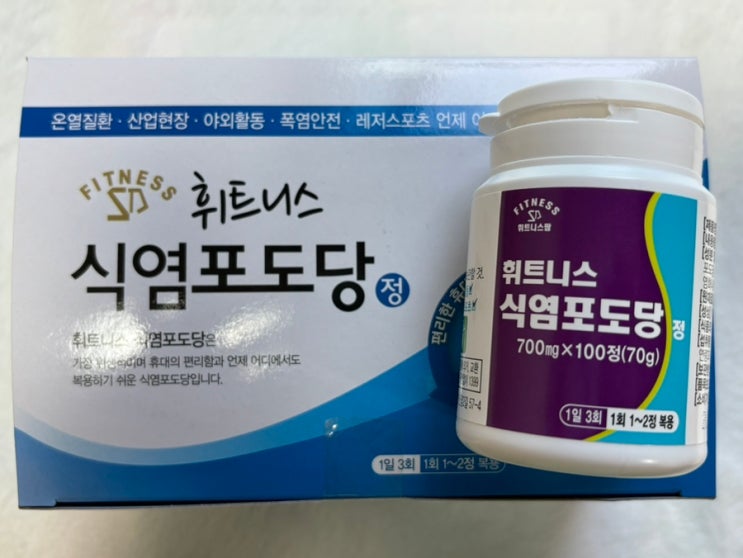 온열질환 · 산업현장 · 야외활동 · 폭염안전 · 레저스포츠 언제
FITNESS
휘트니스
식염포도당 정
휘트니스 식염포도당은
가장 휴대의 편리함과 언제 어디에서도
복용하기 쉬운 식염포도당입니다.
편리한
1일 3회 1회 1~2정 복용
FITNESS
휘트니스팜
휘트니스
식염포도당 정
700mg×100정(70g)
1일 3회 1회 1~2정 복용